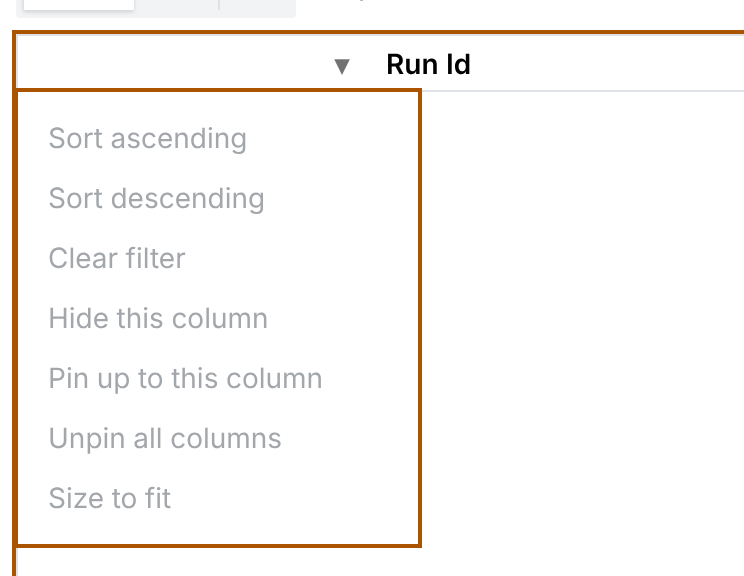 Run Id
Sort ascending
Sort descending
Clear filter
Hide this column
Pin up to this column
Unpin all columns
Size to fit